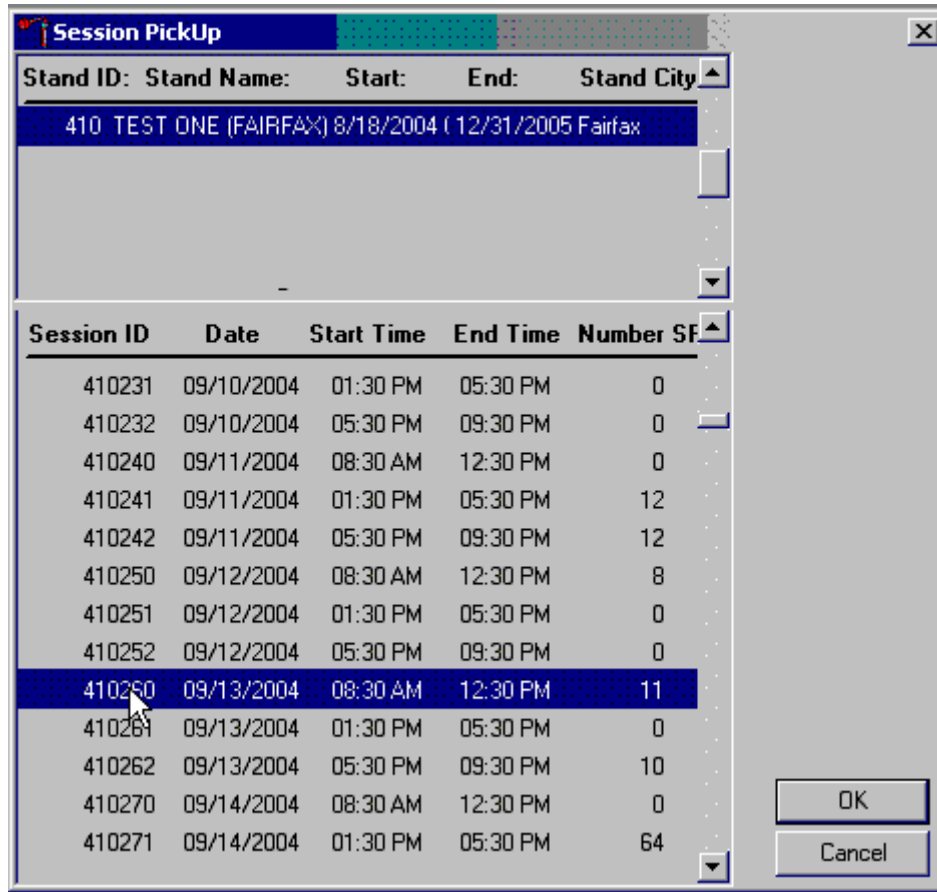 Session PickUp
Stand ID: Stand Name: Start: End: Stand City
410 TEST ONE (FAIRFAX) 8/18/2004 ( 12/31/2005 Fairfax
Session ID Date Start Time End Time Number SP
410231 09/10/2004 01:30 PM 05:30 PM 0
410232 09/10/2004 05:30 PM 09:30 PM 0
410240 09/11/2004 08:30 AM 12:30 PM 0
410241 09/11/2004 01:30 PM 05:30 PM 12
410242 09/11/2004 05:30 PM 09:30 PM 12
410250 09/12/2004 08:30 AM 12:30 PM 8
410251 09/12/2004 01:30 PM 05:30 PM 0
410252 09/12/2004 05:30 PM 09:30 PM 0
410260 09/13/2004 08:30 AM 12:30 PM 11
410261 09/13/2004 01:30 PM 05:30 PM 0
410262 09/13/2004 05:30 PM 09:30 PM 10
410270 09/14/2004 08:30 AM 12:30 PM 0
410271 09/14/2004 01:30 PM 05:30 PM 64
OK
Cancel